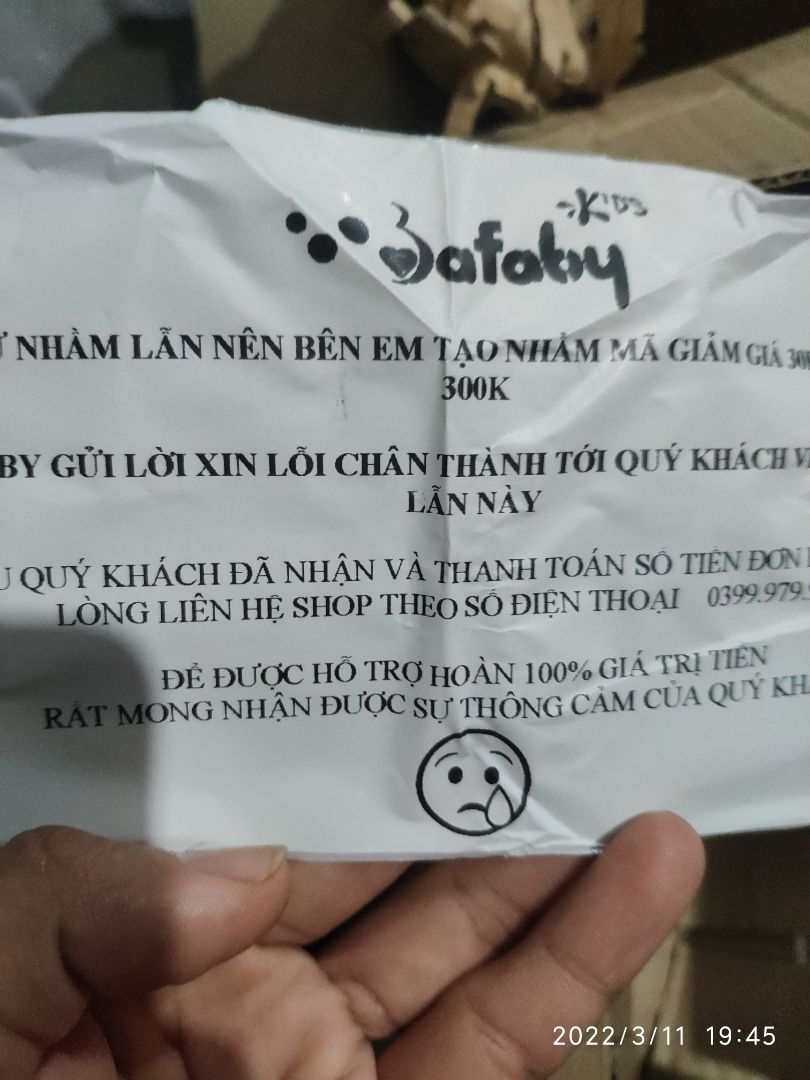 Bafaby KIDS
NHẦM LẪN NÊN BÊN EM TẠO NHẦM MÃ GIẢM GIÁ
300K
BY GỬI LỜI XIN LỖI CHÂN THÀNH TỚI QUÝ KHÁCH
LẪN NÀY
QUÝ KHÁCH ĐÃ NHẬN VÀ THANH TOÁN SỐ TIỀN ĐƠN
LÒNG LIÊN HỆ SHOP THEO SỐ ĐIỆN THOẠI 0399.979.
ĐỂ ĐƯỢC HỖ TRỢ HOÀN 100% GIÁ TRỊ TIỀN
RẤT MONG NHẬN ĐƯỢC SỰ THÔNG CẢM CỦA QUÝ
2022/3/11 19:45